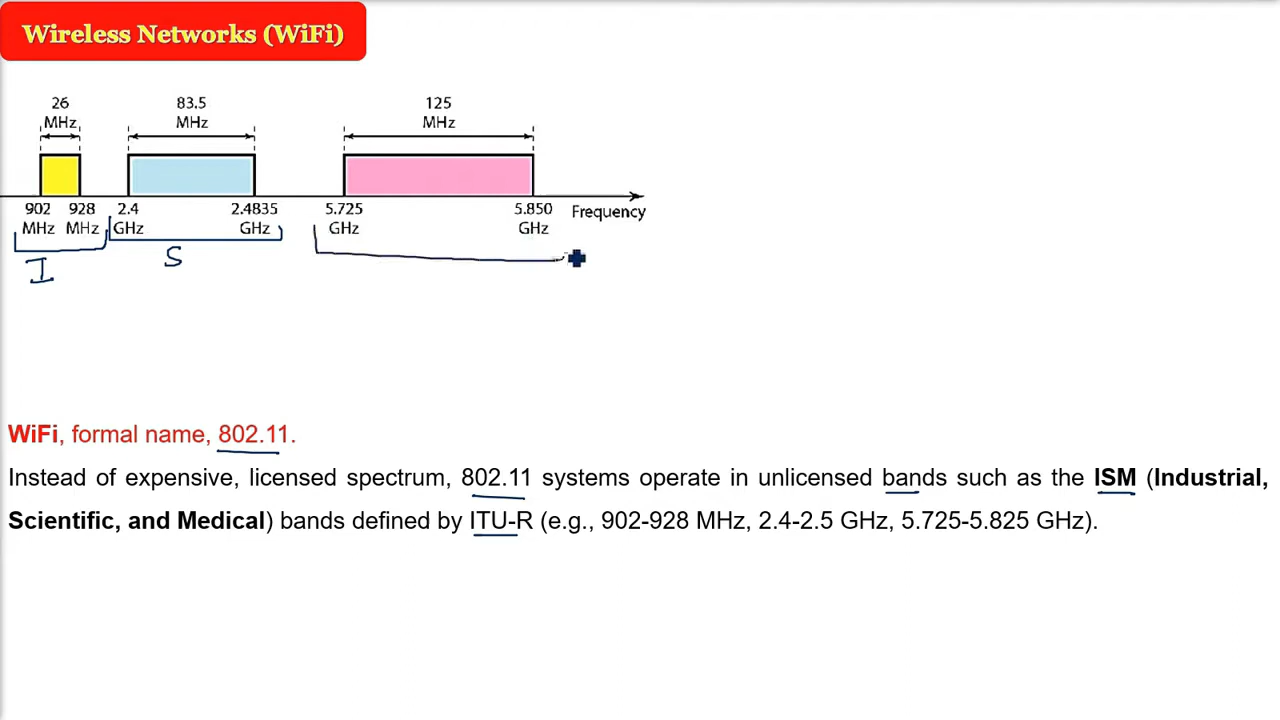 Wireless Networks (WiFi)
26 MHz
83.5 MHz
125 MHz
902 MHz
928 MHz
2.4 GHz
2.4835 GHz
5.725 GHz
5.850 GHz
Frequency
I
S
WiFi, formal name, 802.11.
Instead of expensive, licensed spectrum, 802.11 systems operate in unlicensed bands such as the ISM (Industrial,
Scientific, and Medical) bands defined by ITU-R (e.g., 902-928 MHz, 2.4-2.5 GHz, 5.725-5.825 GHz).